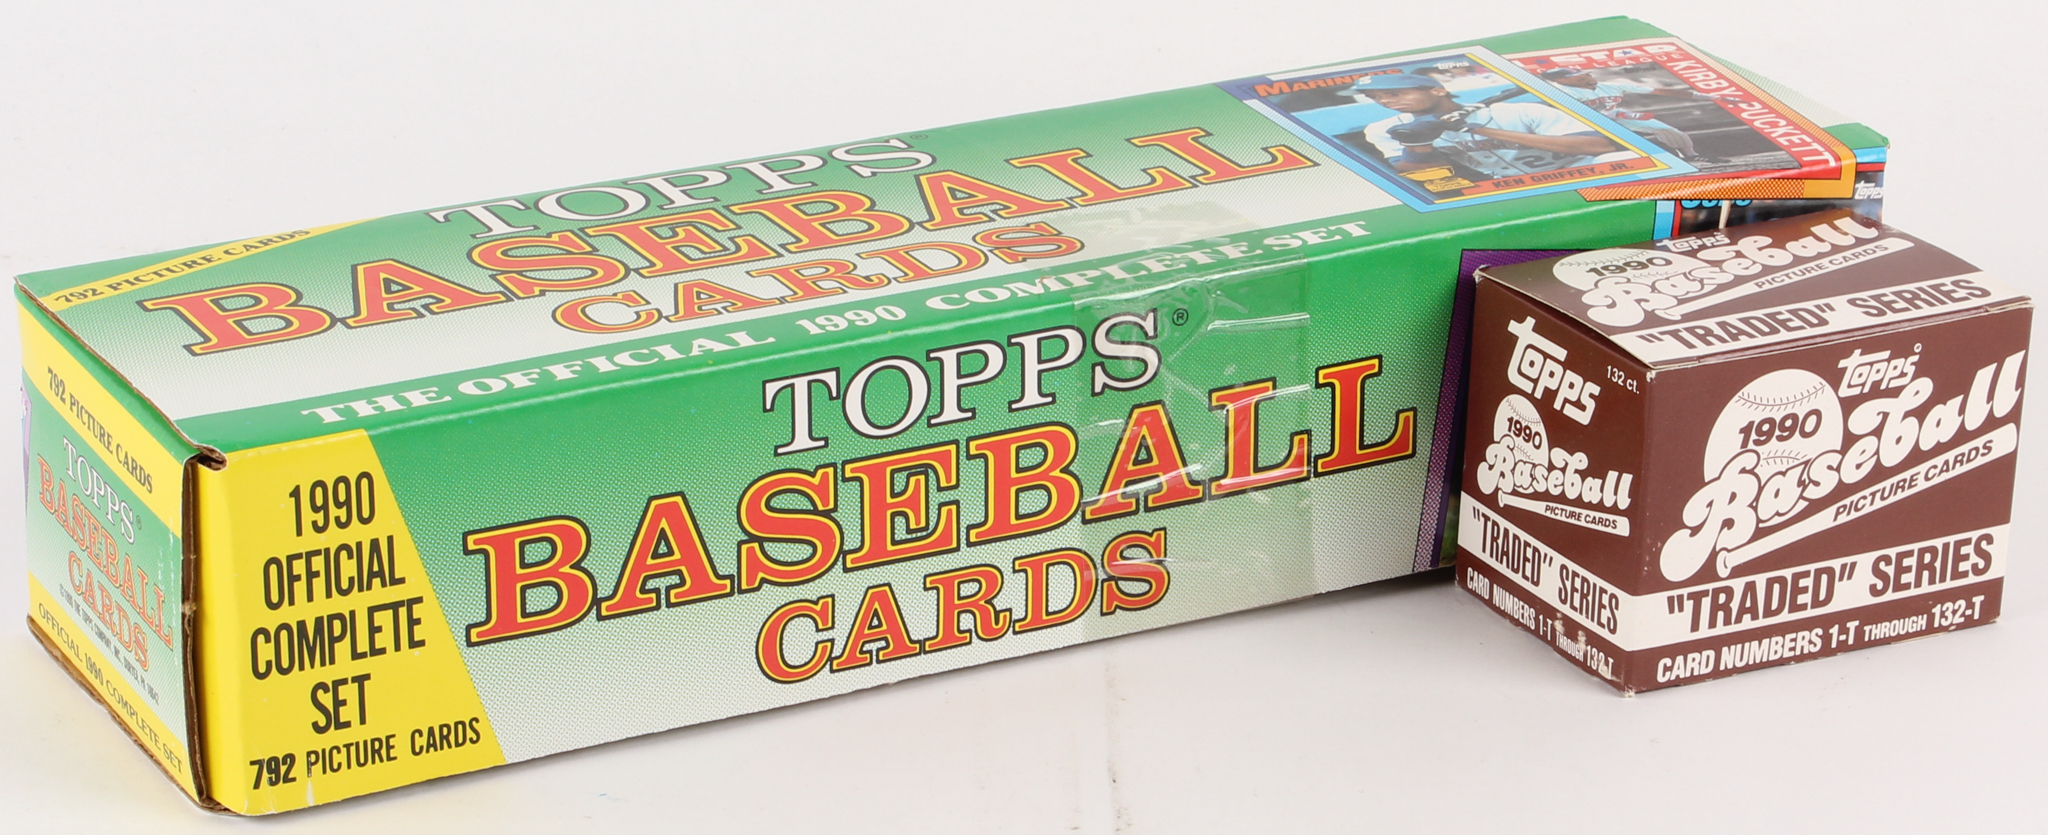 792 PICTURE CARDS
TOPPS®
BASEBALL
CARDS
THE OFFICIAL 1990 COMPLETE SET
MARINERS
TOPPS
KEN GRIFFEY, JR.
KIRBY PUCKETT
TOPPS
792 PICTURE CARDS
TOPPS®
BASEBALL
CARDS
OFFICIAL 1990 COMPLETE SET
1990
OFFICIAL
COMPLETE
SET
792 PICTURE CARDS
TOPPS®
BASEBALL
CARDS
Topps
1990
Baseball
PICTURE CARDS
"TRADED" SERIES
Topps
132 ct.
1990
Baseball
PICTURE CARDS
"TRADED" SERIES
CARD NUMBERS 1-T THROUGH 132-T
Topps®
1990
Baseball
PICTURE CARDS
"TRADED" SERIES
CARD NUMBERS 1-T THROUGH 132-T